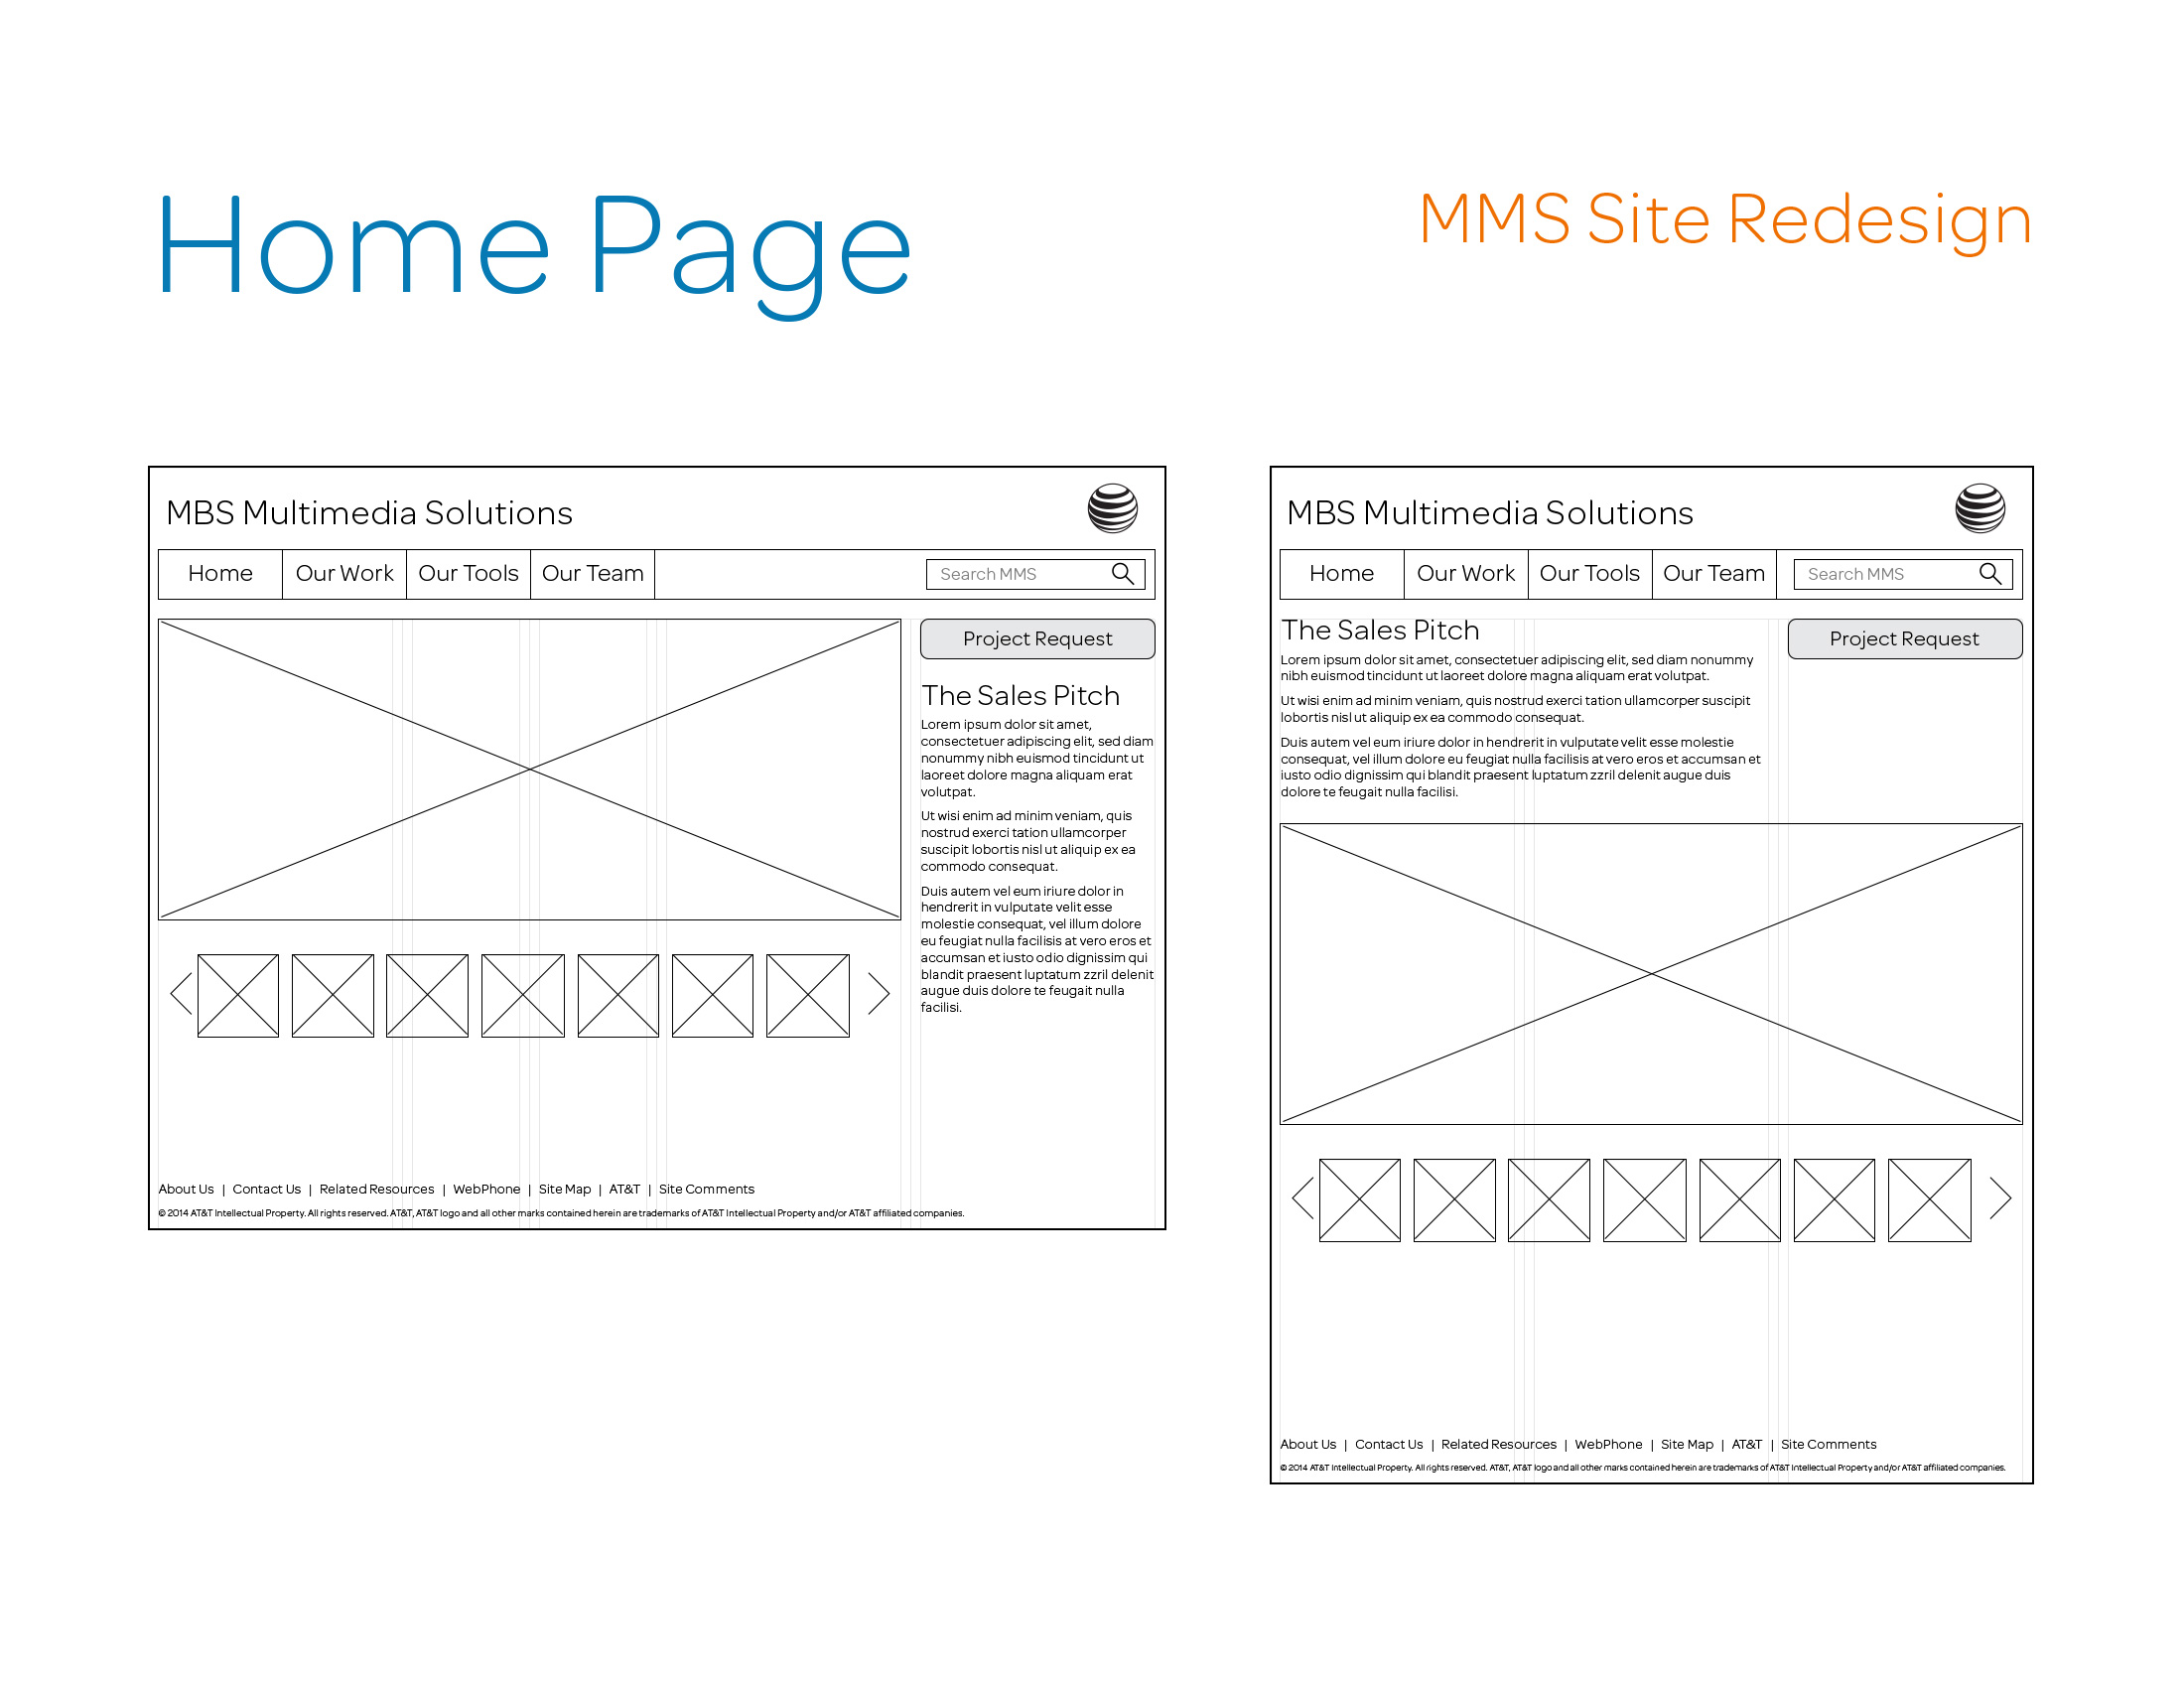 Home Page
MMS Site Redesign
MBS Multimedia Solutions
Home
Our Work
Our Tools
Our Team
Search MMS
Project Request
The Sales Pitch
Lorem ipsum dolor sit amet,
consectetuer adipiscing elit, sed diam
nonummy nibh euismod tincidunt ut
laoreet dolore magna aliquam erat
volutpat.
Ut wisi enim ad minim veniam, quis
nostrud exerci tation ullamcorper
suscipit lobortis nisl ut aliquip ex ea
commodo consequat.
Duis autem vel eum iriure dolor in
hendrerit in vulputate velit esse
molestie consequat, vel illum dolore
eu feugiat nulla facilisis at vero eros et
accumsan et iusto odio dignissim qui
blandit praesent luptatum zzril delenit
augue duis dolore te feugait nulla
facilisi.
About Us | Contact Us | Related Resources | WebPhone | Site Map | AT&T | Site Comments
© 2014 AT&T Intellectual Property. All rights reserved. AT&T, AT&T logo and all other marks contained herein are trademarks of AT&T Intellectual Property and/or AT&T affiliated companies.
MBS Multimedia Solutions
Home
Our Work
Our Tools
Our Team
Search MMS
The Sales Pitch
Project Request
Lorem ipsum dolor sit amet, consectetuer adipiscing elit, sed diam nonummy
nibh euismod tincidunt ut laoreet dolore magna aliquam erat volutpat.
Ut wisi enim ad minim veniam, quis nostrud exerci tation ullamcorper suscipit
lobortis nisl ut aliquip ex ea commodo consequat.
Duis autem vel eum iriure dolor in hendrerit in vulputate velit esse molestie
consequat, vel illum dolore eu feugiat nulla facilisis at vero eros et accumsan et
iusto odio dignissim qui blandit praesent luptatum zzril delenit augue duis
dolore te feugait nulla facilisi.
About Us | Contact Us | Related Resources | WebPhone | Site Map | AT&T | Site Comments
© 2014 AT&T Intellectual Property. All rights reserved. AT&T, AT&T logo and all other marks contained herein are trademarks of AT&T Intellectual Property and/or AT&T affiliated companies.